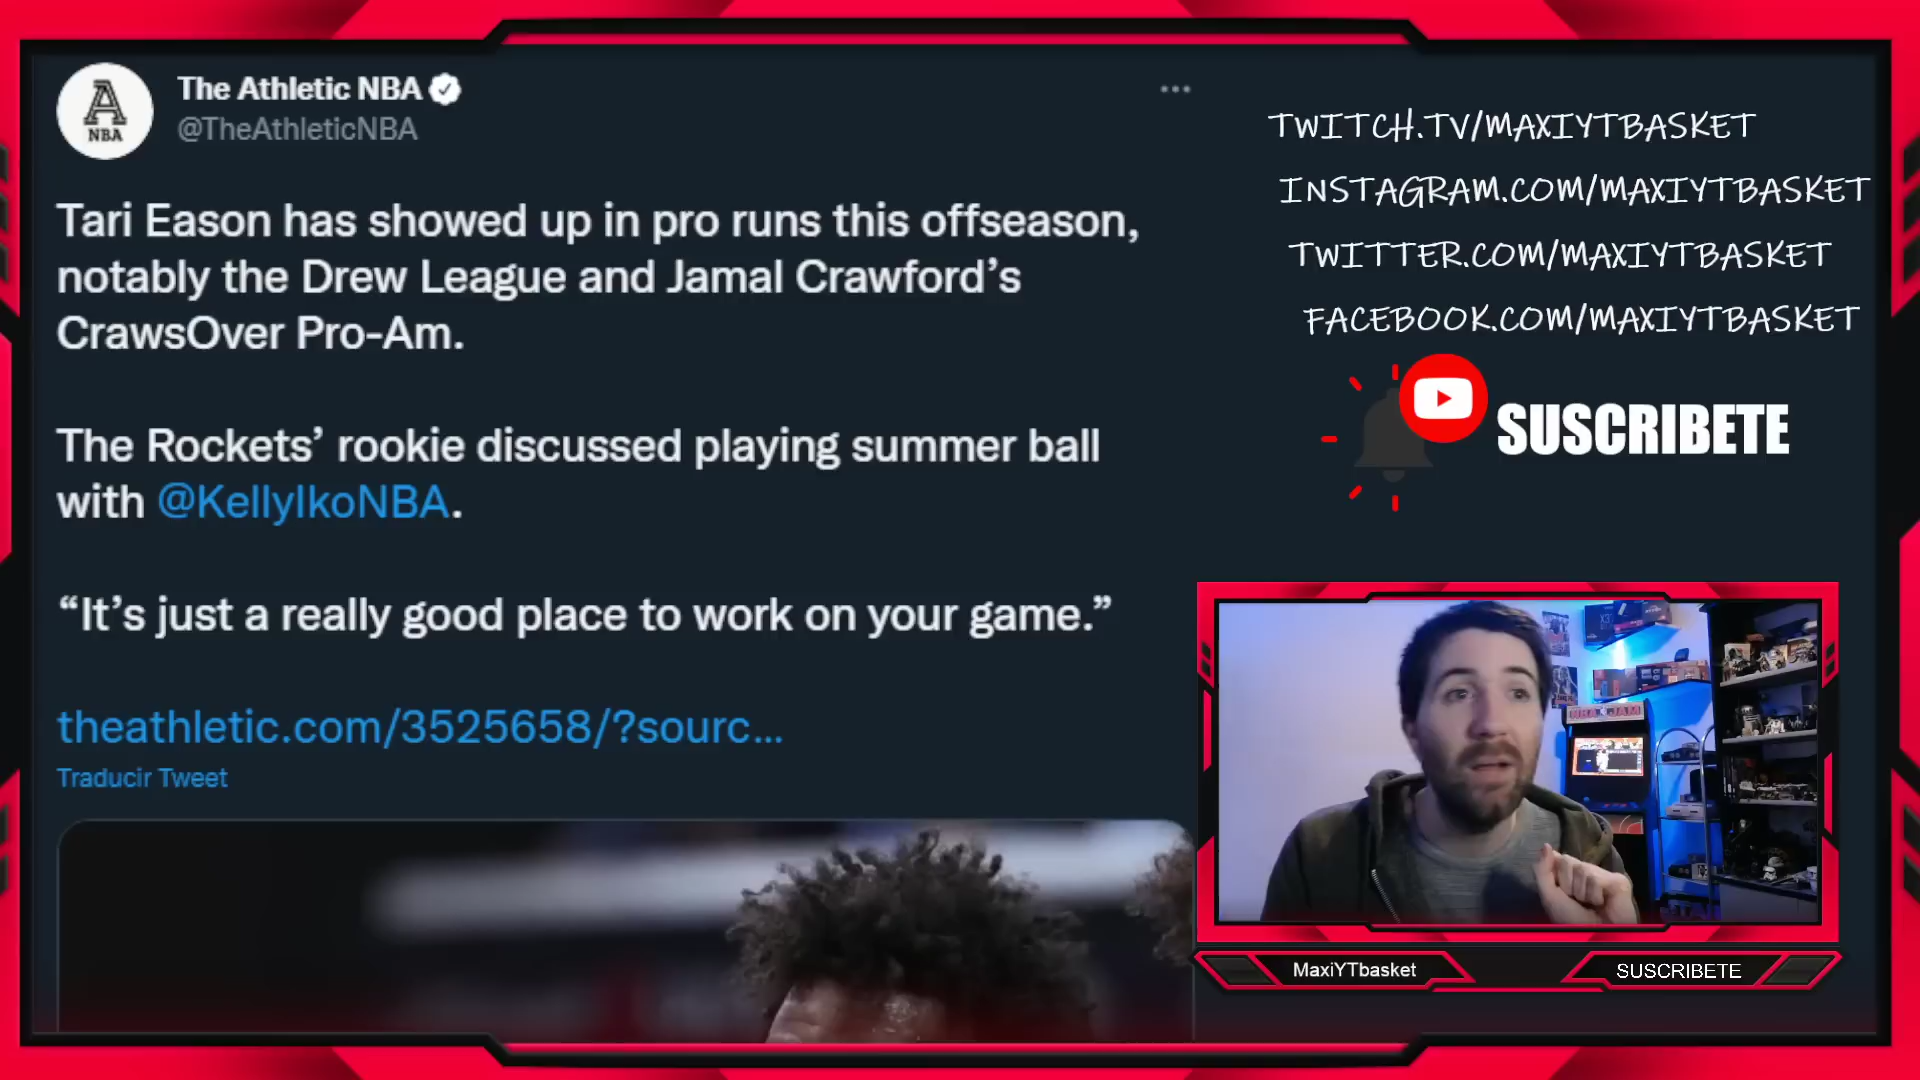 The Athletic NBA
@TheAthleticNBA
A
NBA
Tari Eason has showed up in pro runs this offseason,
notably the Drew League and Jamal Crawford’s
CrawsOver Pro-Am.
The Rockets’ rookie discussed playing summer ball
with @KellyIkoNBA.
“It’s just a really good place to work on your game.”
theathletic.com/3525658/?sourc...
Traducir Tweet
TWITCH.TV/MAXIYTBASKET
INSTAGRAM.COM/MAXIYTBASKET
TWITTER.COM/MAXIYTBASKET
FACEBOOK.COM/MAXIYTBASKET
SUSCRIBETE
NBA JAM
MaxiYTbasket
SUSCRIBETE